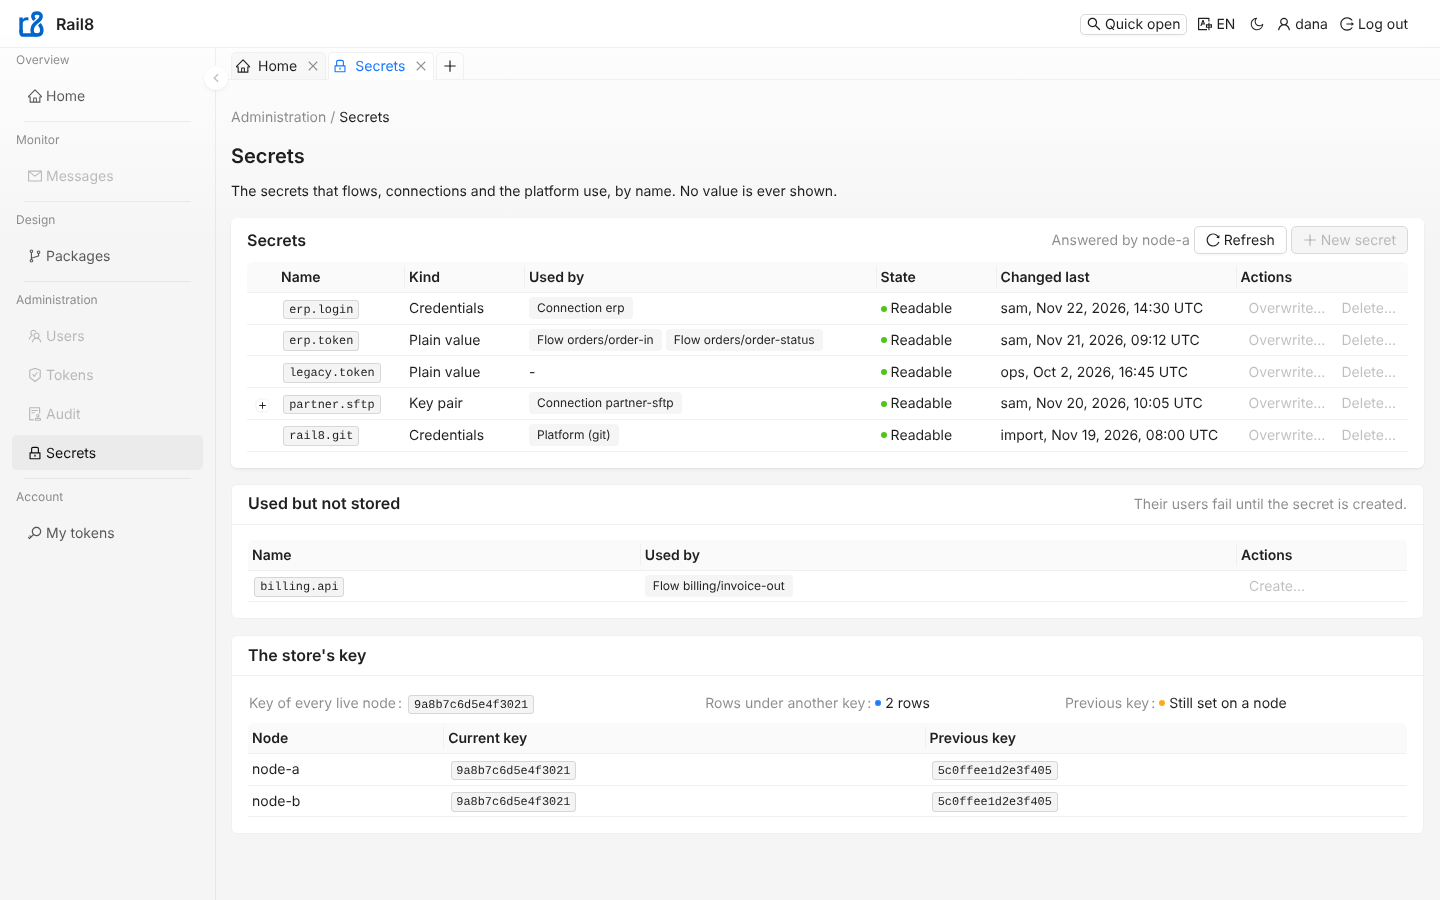 Rail8
Quick open
EN
dana
Log out
Overview
Home
Monitor
Messages
Design
Packages
Administration
Users
Tokens
Audit
Secrets
Account
My tokens
Home
Secrets
Administration / Secrets
Secrets
The secrets that flows, connections and the platform use, by name. No value is ever shown.
Secrets
Answered by node-a
Refresh
New secret
Name Kind Used by State Changed last Actions
erp.login Credentials Connection erp Readable sam, Nov 22, 2026, 14:30 UTC Overwrite... Delete...
erp.token Plain value Flow orders/order-in Flow orders/order-status Readable sam, Nov 21, 2026, 09:12 UTC Overwrite... Delete...
legacy.token Plain value - Readable ops, Oct 2, 2026, 16:45 UTC Overwrite... Delete...
+ partner.sftp Key pair Connection partner-sftp Readable sam, Nov 20, 2026, 10:05 UTC Overwrite... Delete...
rail8.git Credentials Platform (git) Readable import, Nov 19, 2026, 08:00 UTC Overwrite... Delete...
Used but not stored
Their users fail until the secret is created.
Name Used by Actions
billing.api Flow billing/invoice-out Create...
The store's key
Key of every live node: 9a8b7c6d5e4f3021 Rows under another key: 2 rows Previous key: Still set on a node
Node Current key Previous key
node-a 9a8b7c6d5e4f3021 5c0ffee1d2e3f405
node-b 9a8b7c6d5e4f3021 5c0ffee1d2e3f405